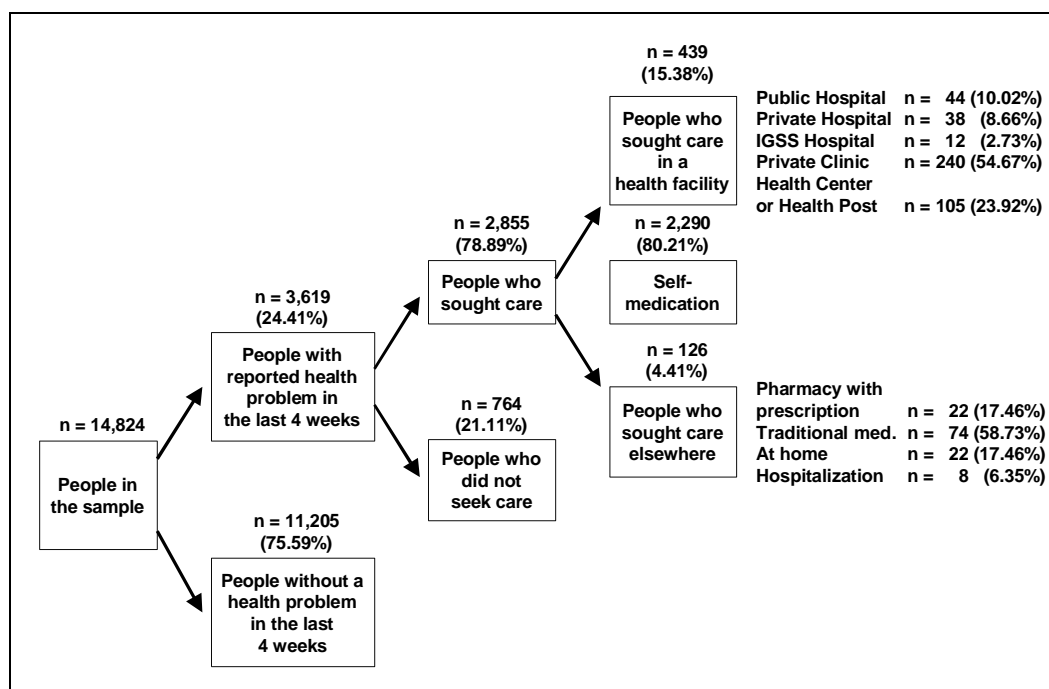 n = 14,824
People in
the sample
n = 3,619
(24.41%)
People with
reported health
problem in
the last 4 weeks
n = 11,205
(75.59%)
People without a
health problem
in the last
4 weeks
n = 2,855
(78.89%)
People who
sought care
n = 764
(21.11%)
People who
did not
seek care
n = 439
(15.38%)
People who
sought care
in a
health facility
Public Hospital n = 44 (10.02%)
Private Hospital n = 38 (8.66%)
IGSS Hospital n = 12 (2.73%)
Private Clinic n = 240 (54.67%)
Health Center
or Health Post n = 105 (23.92%)
n = 2,290
(80.21%)
Self-
medication
n = 126
(4.41%)
People who
sought care
elsewhere
Pharmacy with
prescription n = 22 (17.46%)
Traditional med. n = 74 (58.73%)
At home n = 22 (17.46%)
Hospitalization n = 8 (6.35%)